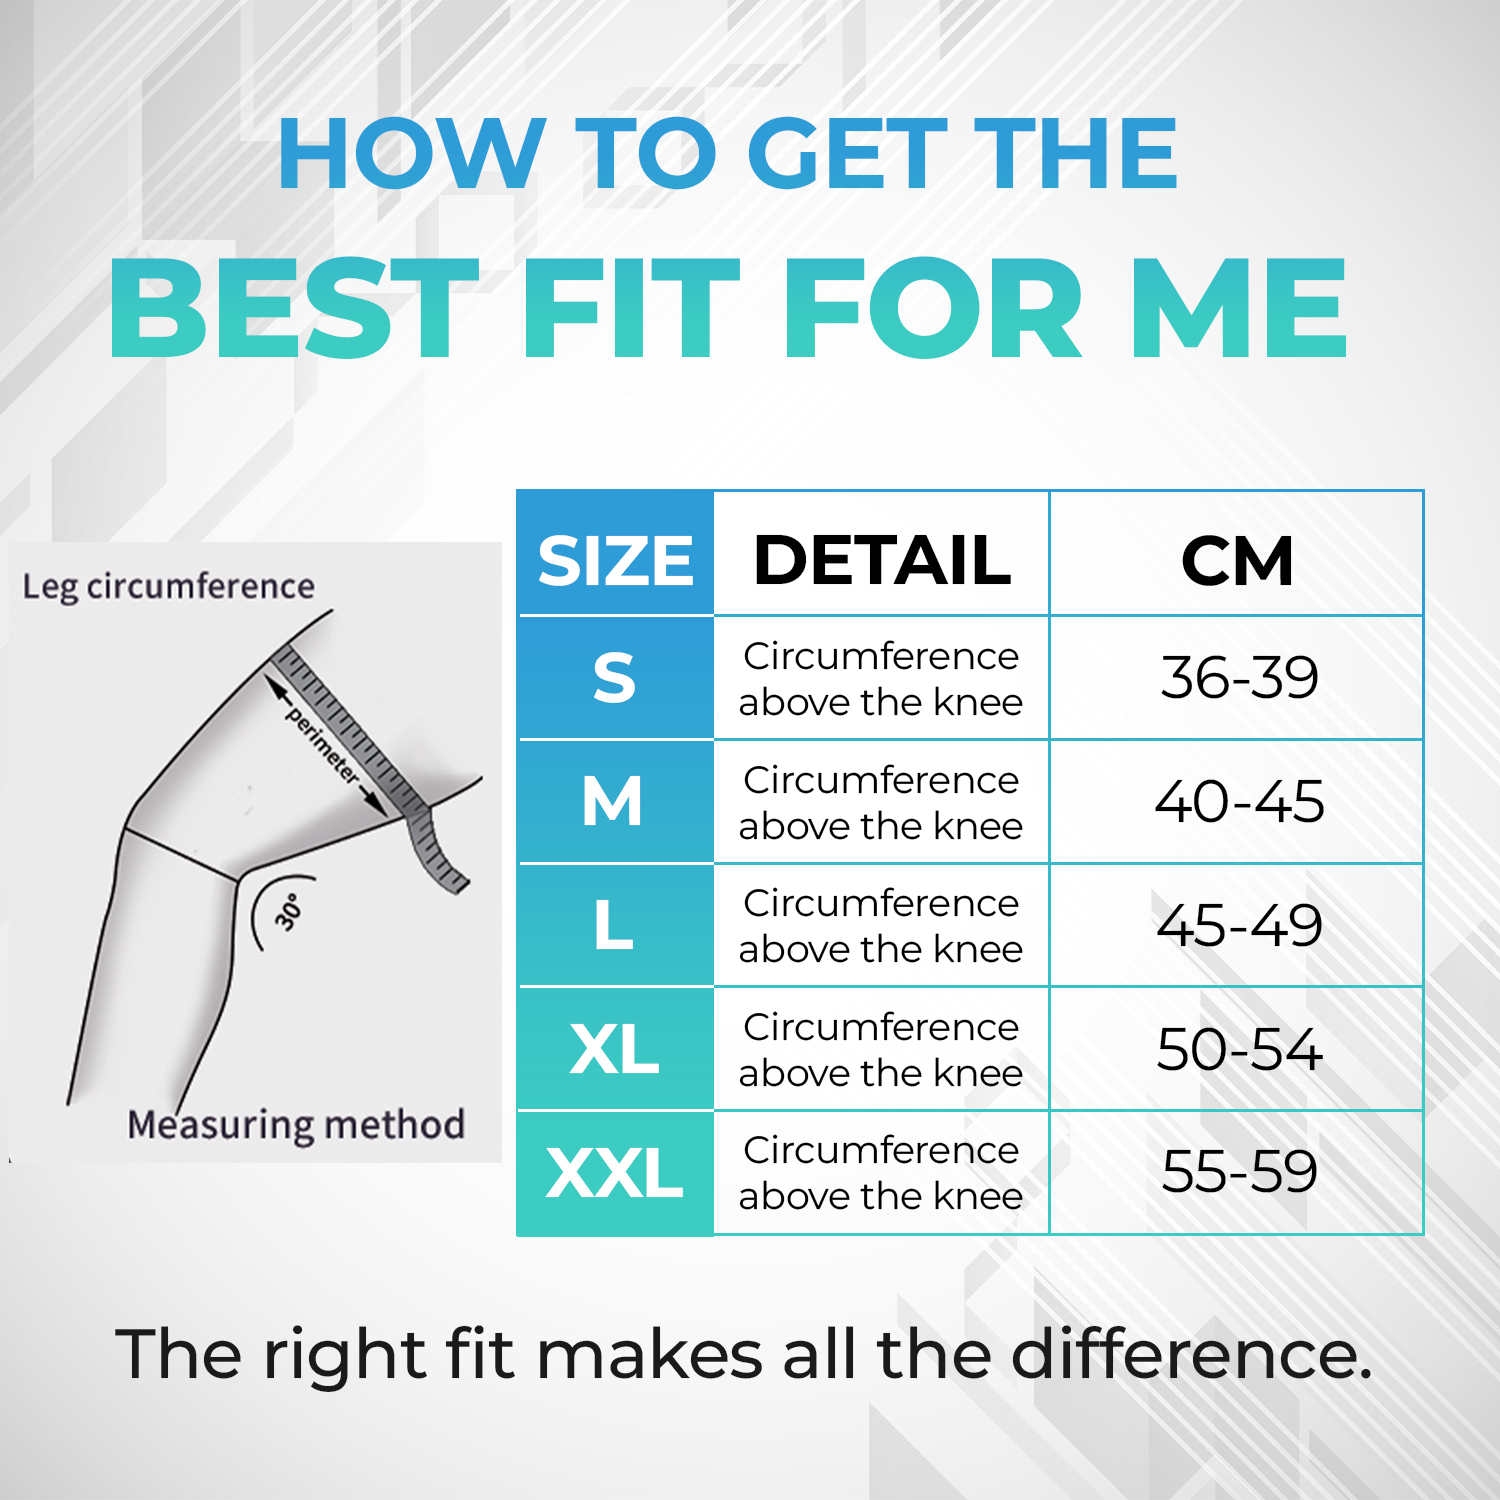 HOW TO GET THE
BEST FIT FOR ME
Leg circumference
perimeter
30°
Measuring method
SIZE DETAIL CM
S Circumference above the knee 36-39
M Circumference above the knee 40-45
L Circumference above the knee 45-49
XL Circumference above the knee 50-54
XXL Circumference above the knee 55-59
The right fit makes all the difference.